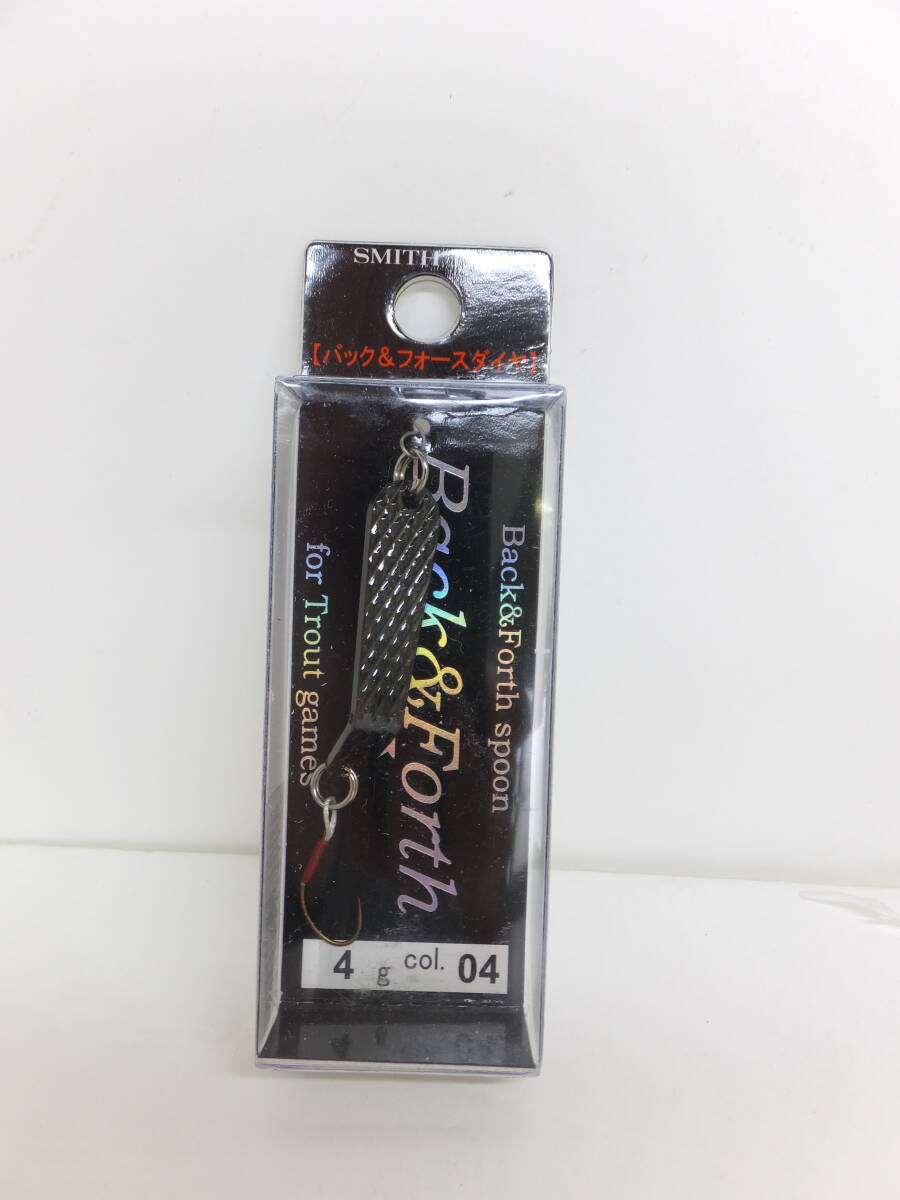 SMITH
【バック&フォースダイヤ】
Back&Forth spoon
Back&Forth
for Trout games
4 g col. 04